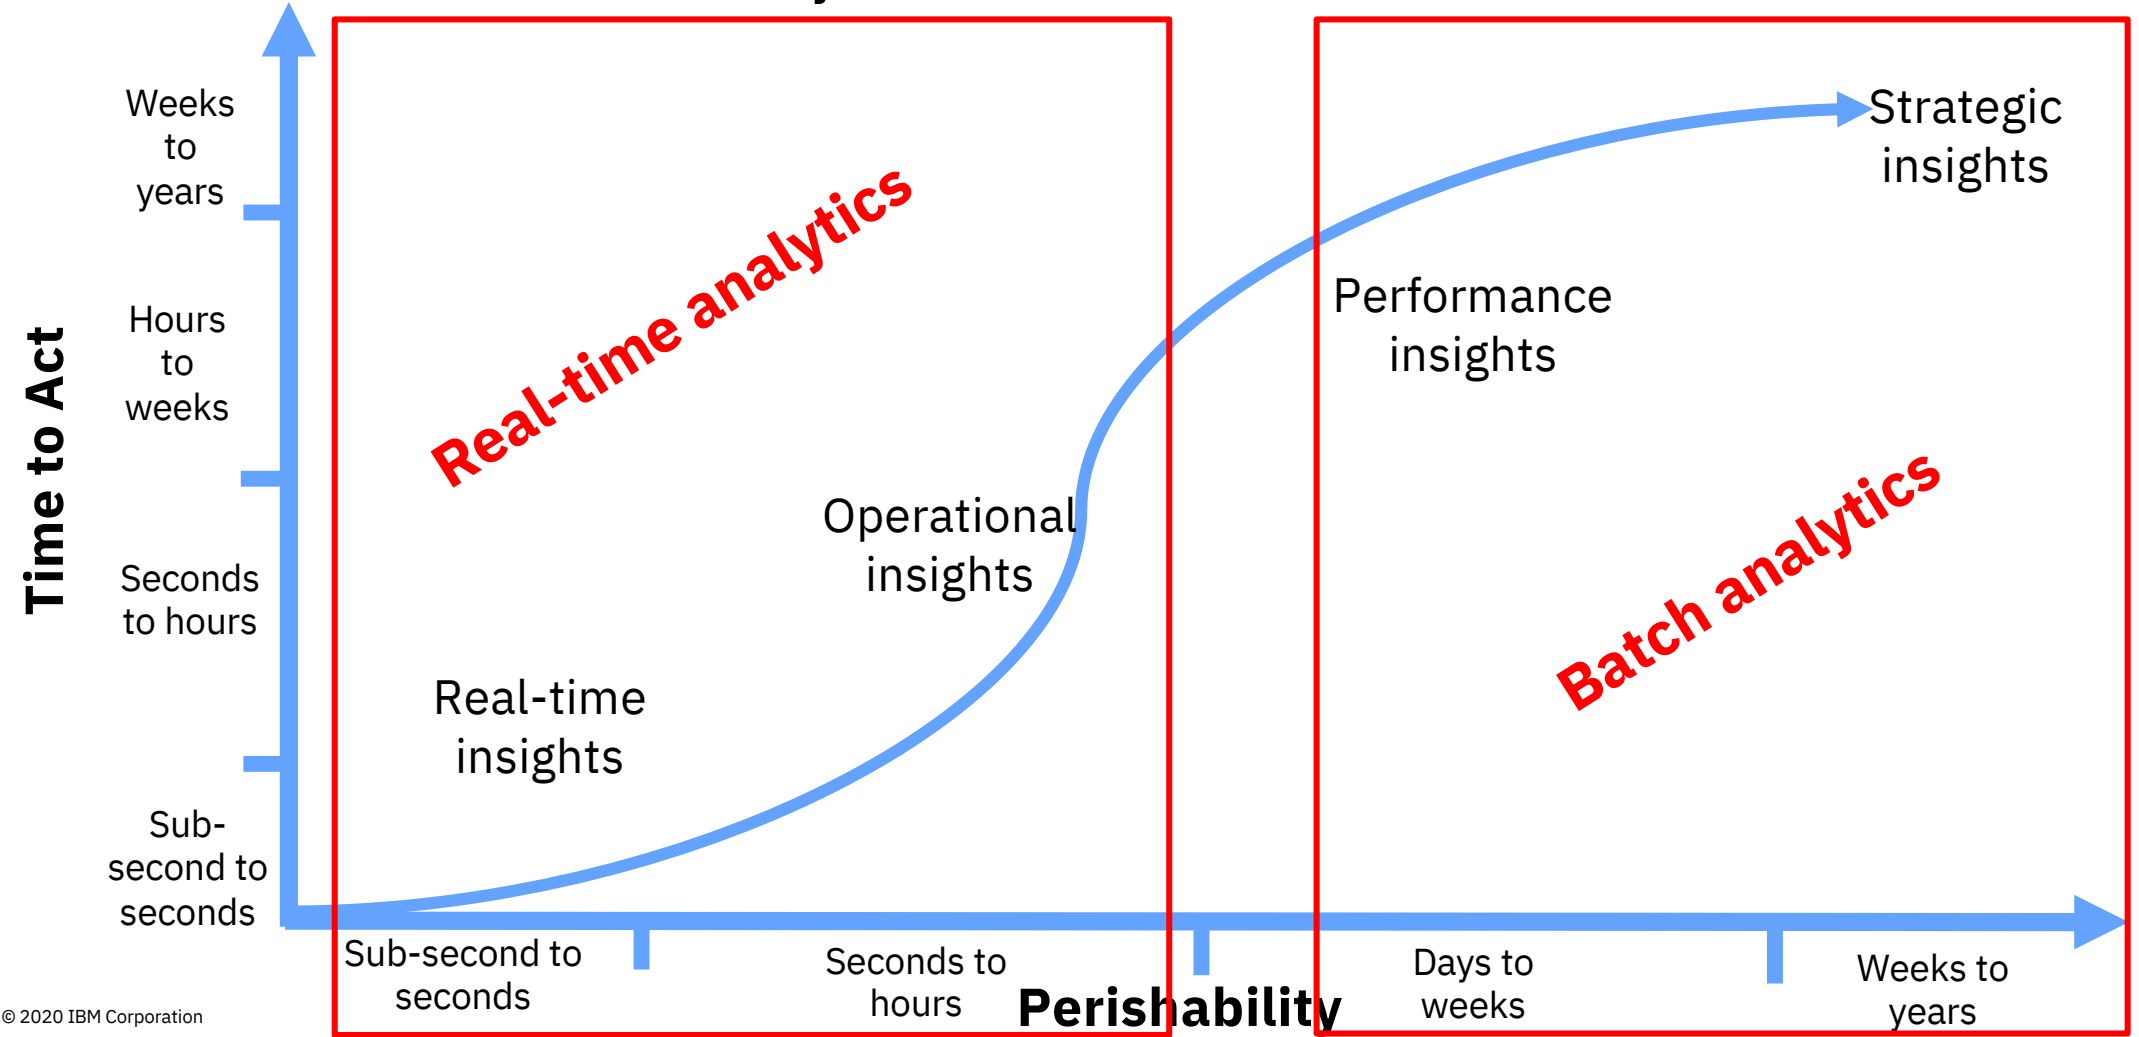 Weeks
to
years
Hours
to
weeks
Seconds
to hours
Sub-
second to
seconds
Time to Act
Real-time analytics
Strategic
insights
Performance
insights
Operational
insights
Batch analytics
Real-time
insights
Sub-second to
seconds
Seconds to
hours
Days to
weeks
Weeks to
years
Perishability
© 2020 IBM Corporation